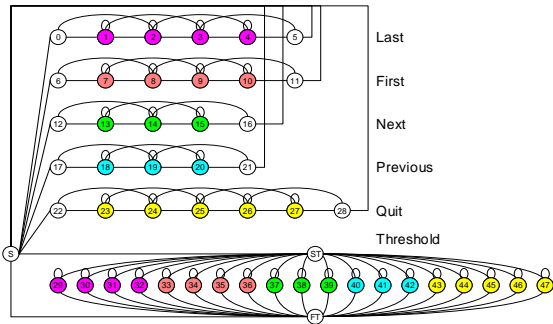 0 1 2 3 4 5 Last
6 7 8 9 10 11 First
12 13 14 15 16 Next
17 18 19 20 21 Previous
22 23 24 25 26 27 28 Quit
Threshold
S ST
29 30 31 32 33 34 35 36 37 38 39 40 41 42 43 44 45 46 47
FT